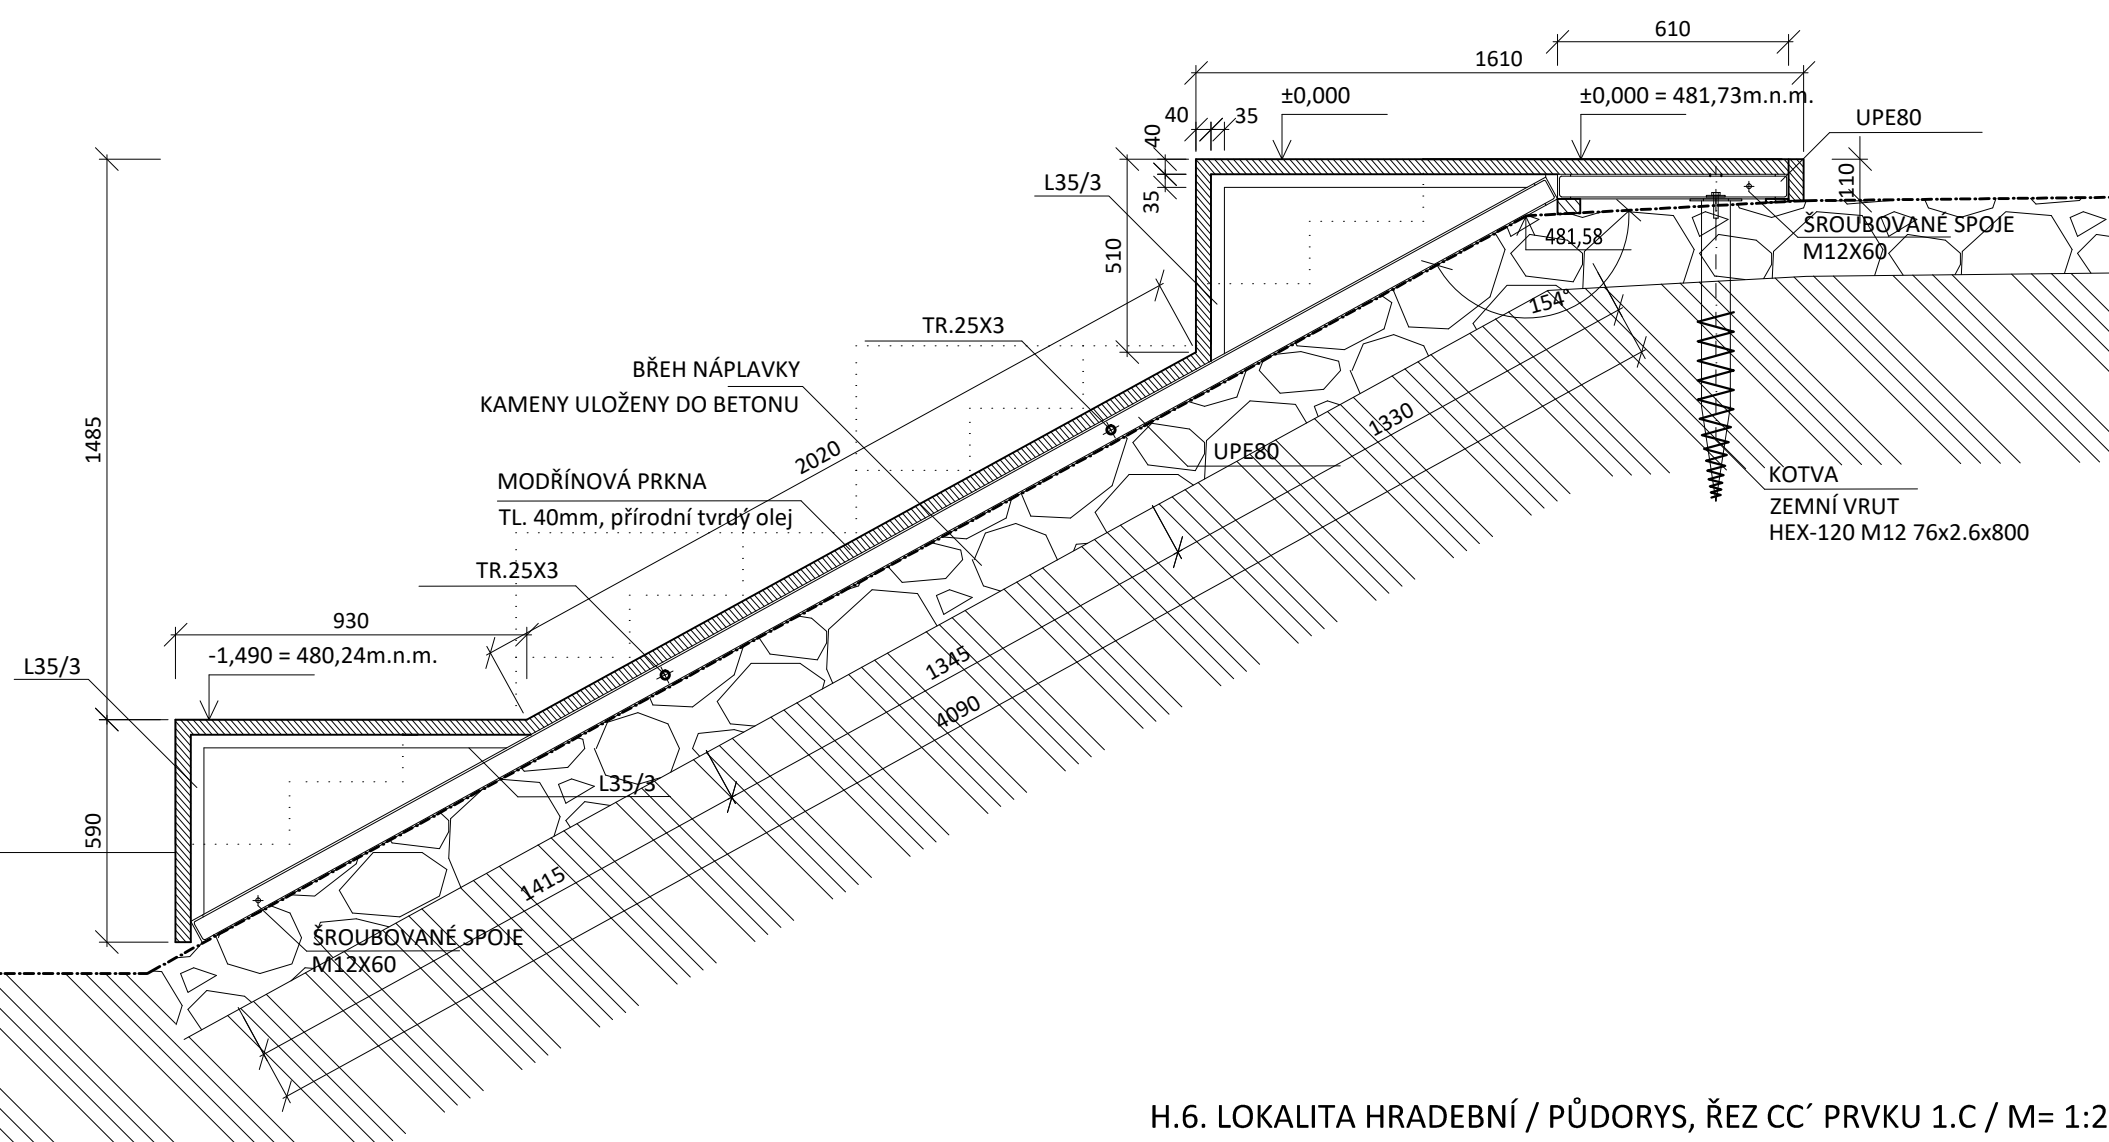 610
1610
±0,000
±0,000 = 481,73m.n.m.
UPE80
40
35
40
35
110
L35/3
510
ŠROUBOVANÉ SPOJE
M12X60
481,58
154°
TR.25X3
BŘEH NÁPLAVKY
KAMENY ULOŽENY DO BETONU
1485
2020
1330
UPE80
MODŘÍNOVÁ PRKNA
TL. 40mm, přírodní tvrdý olej
KOTVA
ZEMNÍ VRUT
HEX-120 M12 76x2.6x800
TR.25X3
930
-1,490 = 480,24m.n.m.
L35/3
1345
4090
L35/3
590
1415
ŠROUBOVANÉ SPOJE
M12X60
H.6. LOKALITA HRADEBNÍ / PŮDORYS, ŘEZ CC´ PRVKU 1.C / M= 1:2